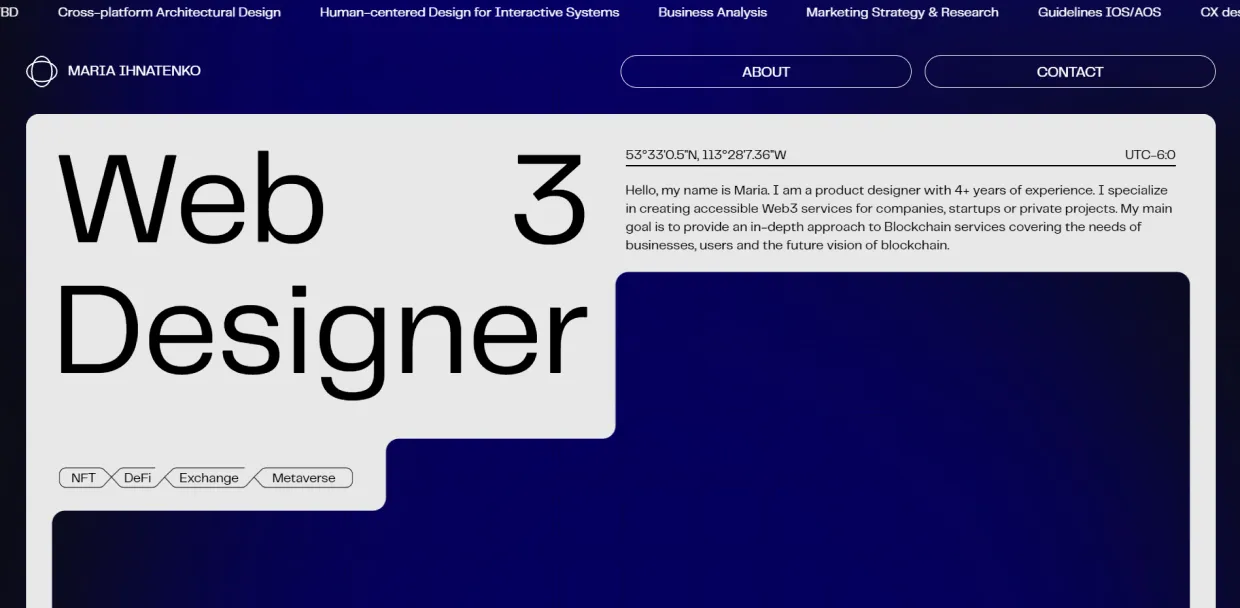 BD Cross-platform Architectural Design Human-centered Design for Interactive Systems Business Analysis Marketing Strategy & Research Guidelines IOS/AOS CX des
MARIA IHNATENKO ABOUT CONTACT
Web 3
Designer
53°33'0.5"N, 113°28'7.36"W UTC-6:0
Hello, my name is Maria. I am a product designer with 4+ years of experience. I specialize
in creating accessible Web3 services for companies, startups or private projects. My main
goal is to provide an in-depth approach to Blockchain services covering the needs of
businesses, users and the future vision of blockchain.
NFT DeFi Exchange Metaverse